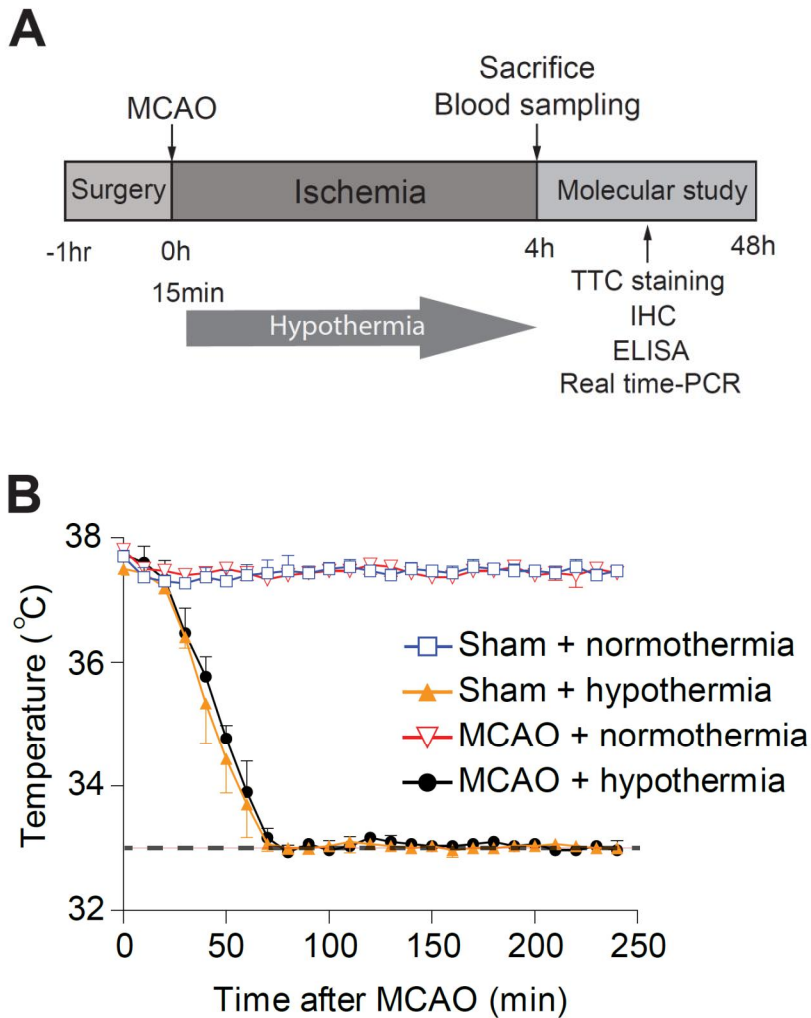 A
MCAO
Sacrifice
Blood sampling
Surgery
Ischemia
Molecular study
-1hr
0h
4h
48h
15min
Hypothermia
TTC staining
IHC
ELISA
Real time-PCR
B
Temperature (°C)
38
36
34
32
Sham + normothermia
Sham + hypothermia
MCAO + normothermia
MCAO + hypothermia
0
50
100
150
200
250
Time after MCAO (min)